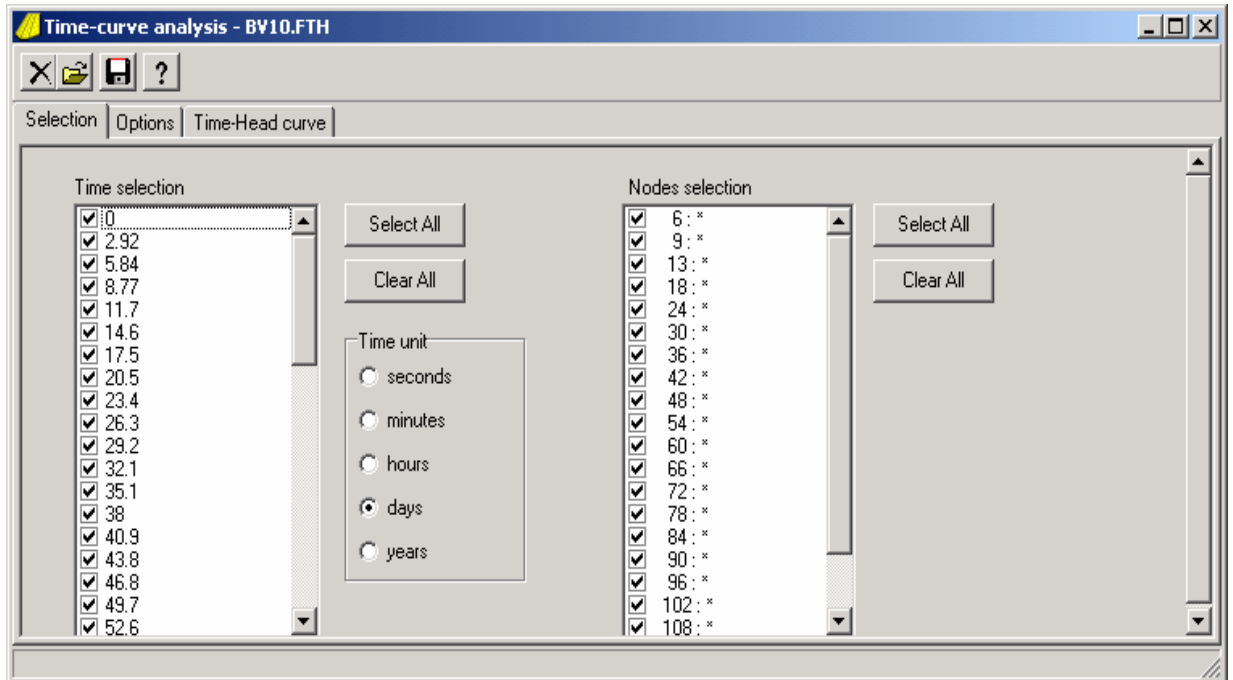 Time-curve analysis - BV10.FTH
?
Selection Options Time-Head curve
Time selection
0
2.92
5.84
8.77
11.7
14.6
17.5
20.5
23.4
26.3
29.2
32.1
35.1
38
40.9
43.8
46.8
49.7
52.6
Select All
Clear All
Time unit
seconds
minutes
hours
days
years
Nodes selection
6 : *
9 : *
13 : *
18 : *
24 : *
30 : *
36 : *
42 : *
48 : *
54 : *
60 : *
66 : *
72 : *
78 : *
84 : *
90 : *
96 : *
102 : *
108 : *
Select All
Clear All